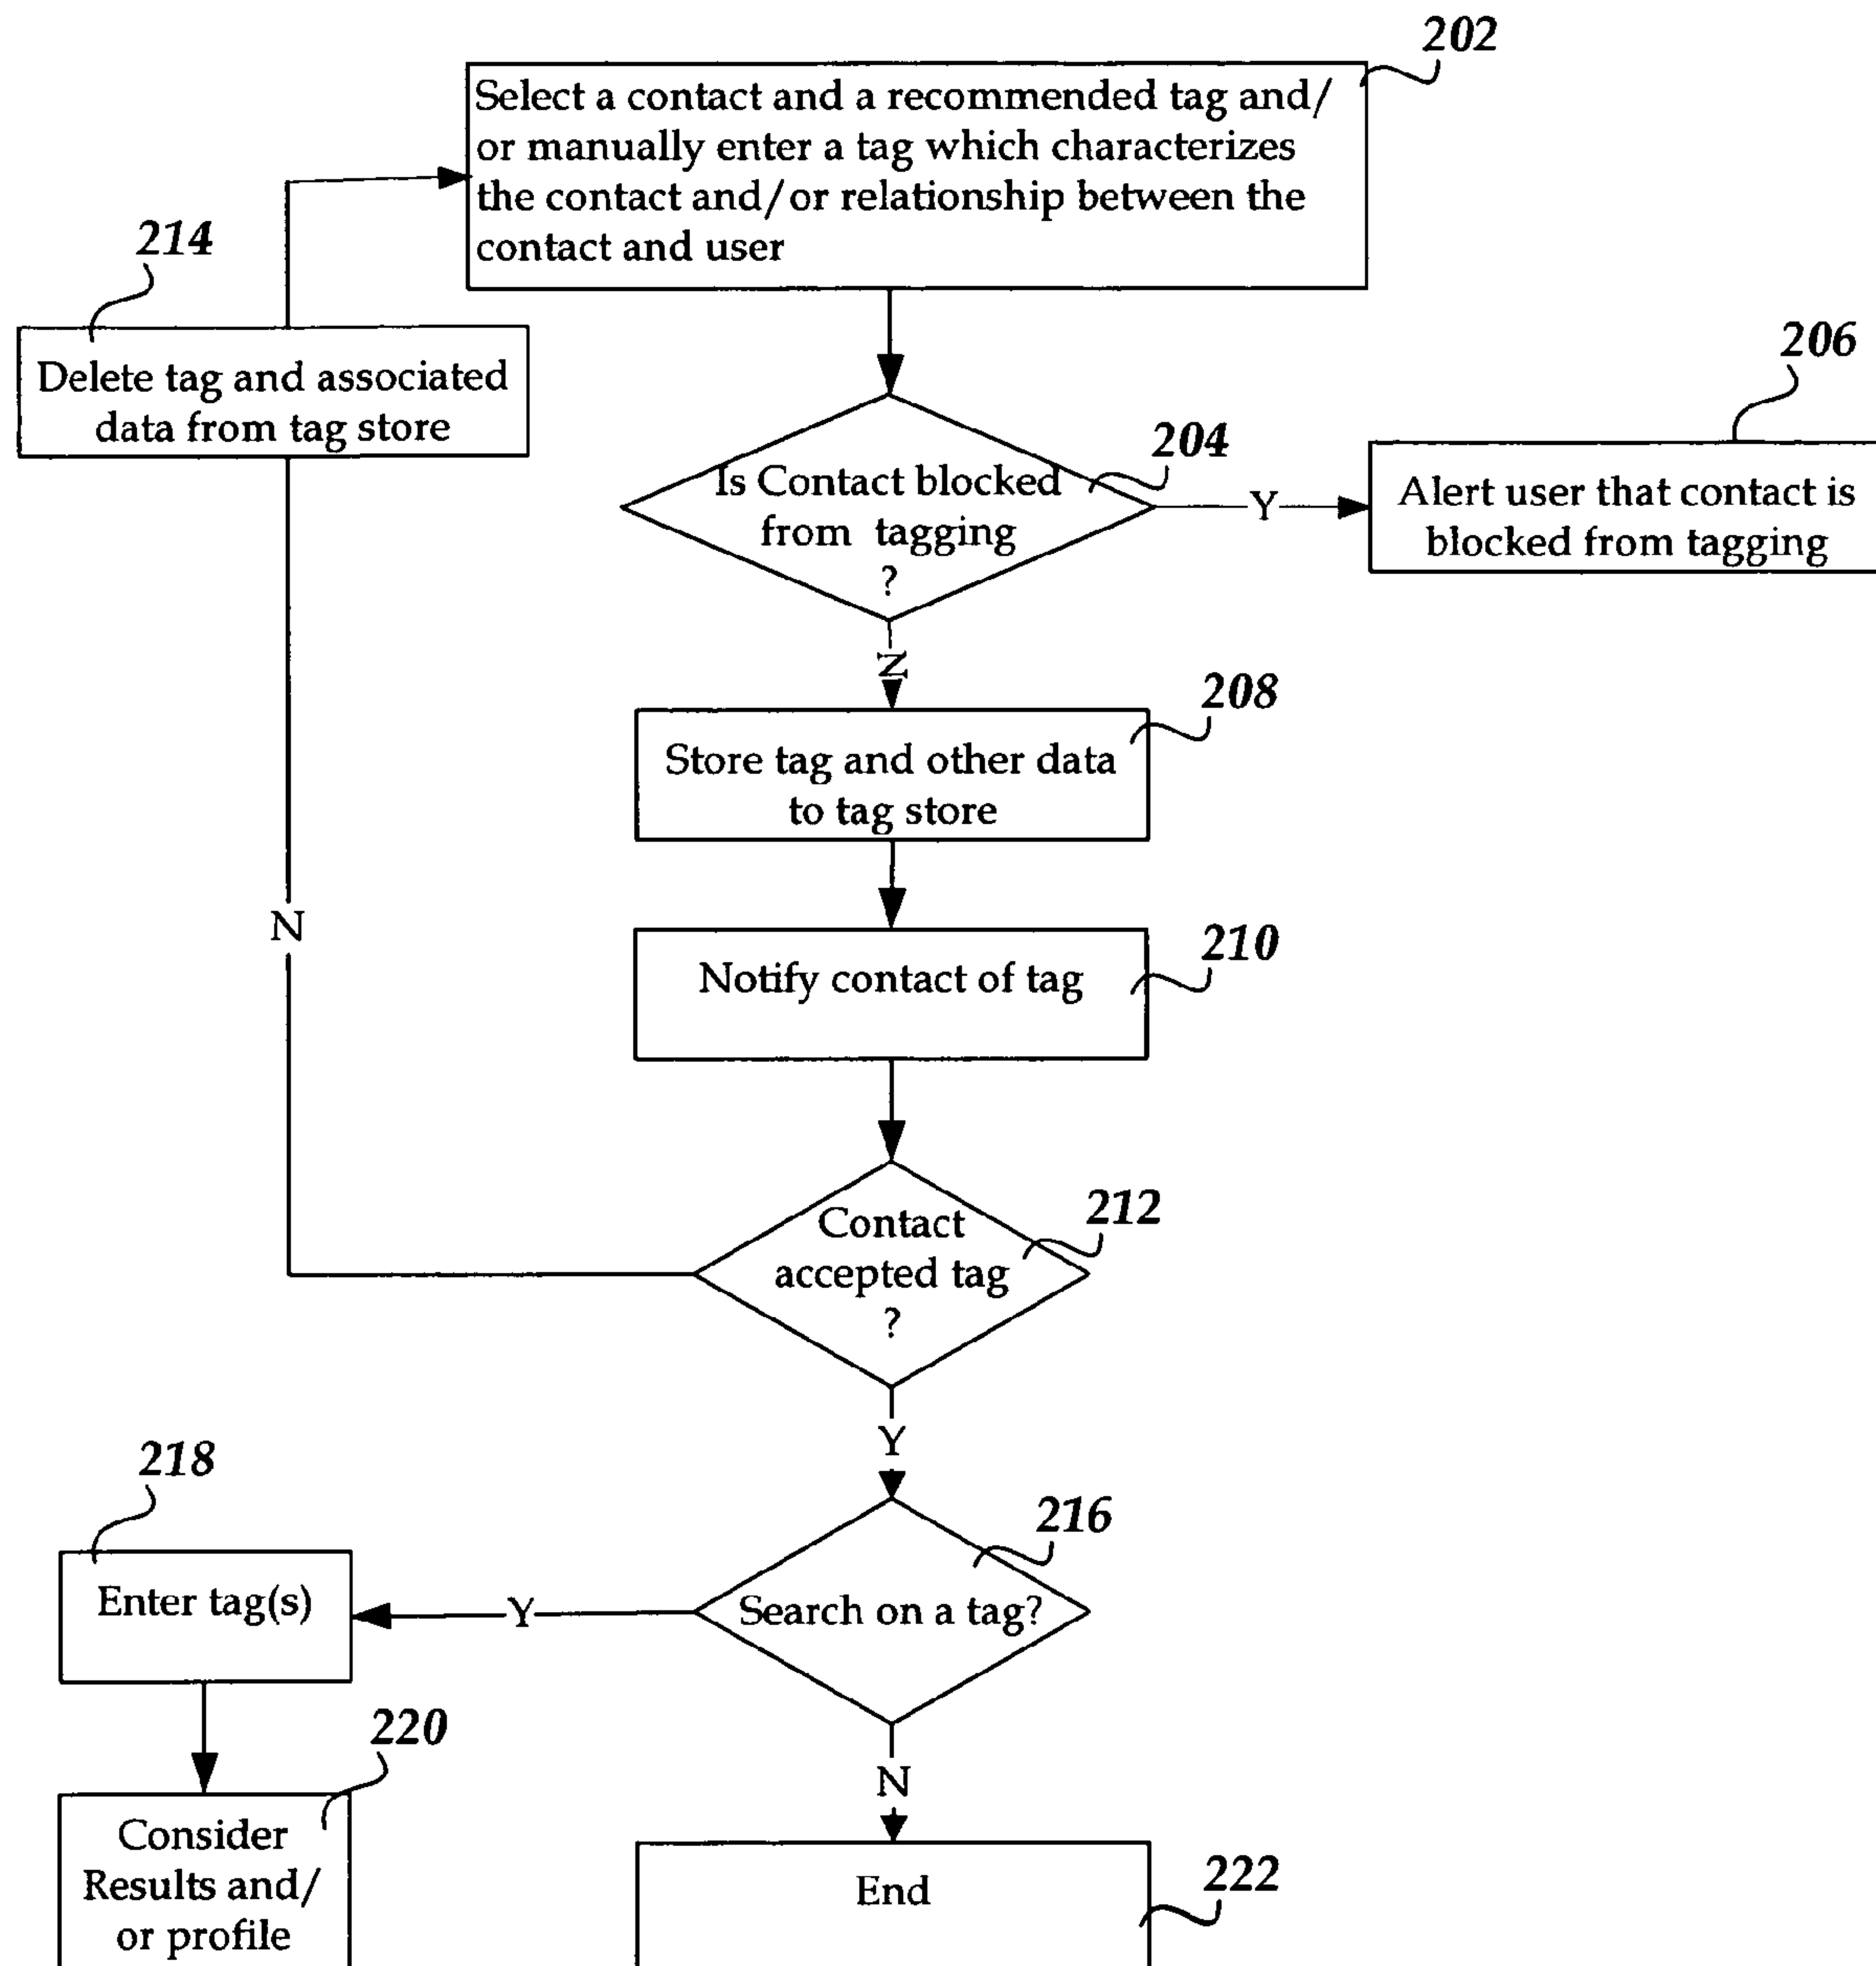 202
Select a contact and a recommended tag and/
or manually enter a tag which characterizes
the contact and/or relationship between the
contact and user
214
Delete tag and associated
data from tag store
206
Alert user that contact is
blocked from tagging
204
Is Contact blocked
from tagging
?
Y
N
208
Store tag and other data
to tag store
210
Notify contact of tag
N
212
Contact
accepted tag
?
Y
218
Enter tag(s)
216
Search on a tag?
Y
220
Consider
Results and/
or profile
N
End
222